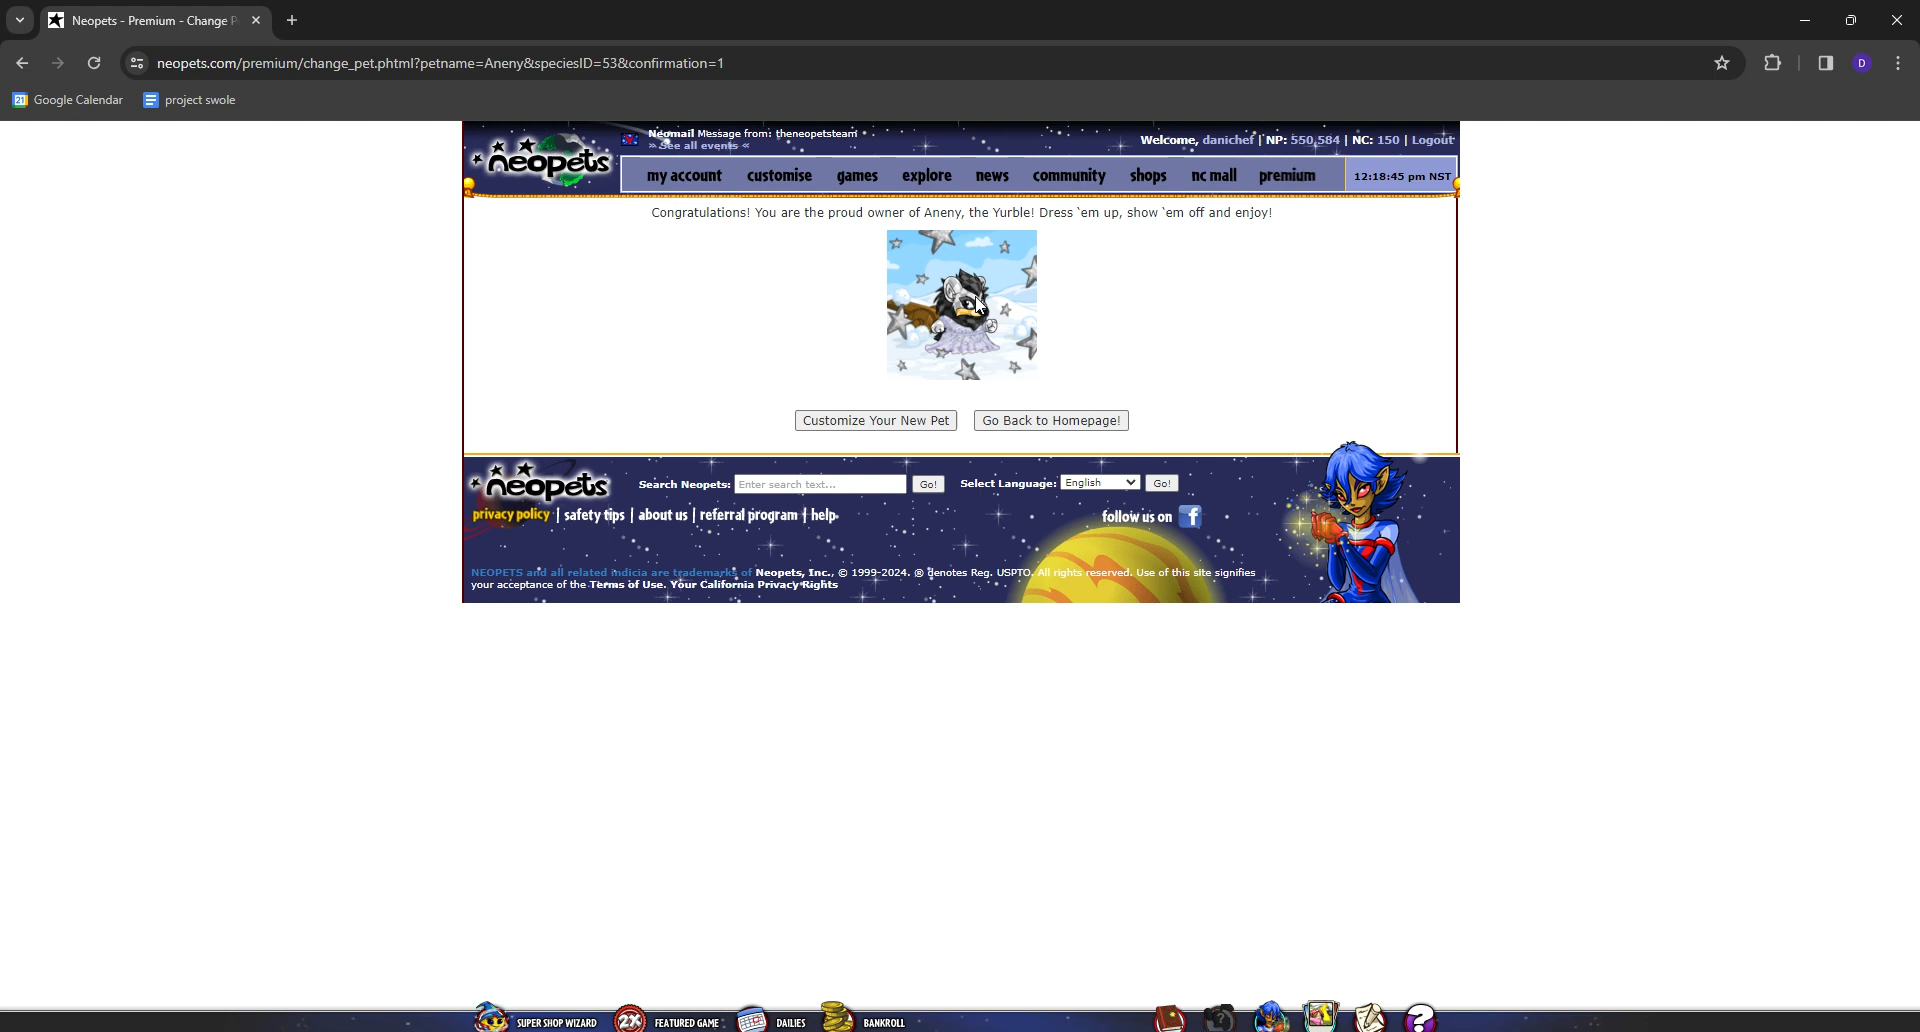 Neopets - Premium - Change P
neopets.com/premium/change_pet.phtml?petname=Aneny&speciesID=53&confirmation=1
D
21 Google Calendar project swole
neopets
Neomail Message from: theneopetsteam
» See all events «
Welcome, danichef | NP: 550,584 | NC: 150 | Logout
my account customise games explore news community shops nc mall premium 12:18:45 pm NST
Congratulations! You are the proud owner of Aneny, the Yurble! Dress `em up, show `em off and enjoy!
Customize Your New Pet Go Back to Homepage!
neopets
Search Neopets: Enter search text... Go! Select Language: English Go!
privacy policy | safety tips | about us | referral program | help
follow us on f
NEOPETS and all related indicia are trademarks of Neopets, Inc., © 1999-2024. ® denotes Reg. USPTO. All rights reserved. Use of this site signifies
your acceptance of the Terms of Use. Your California Privacy Rights
SUPER SHOP WIZARD 2X FEATURED GAME DAILIES BANKROLL ?